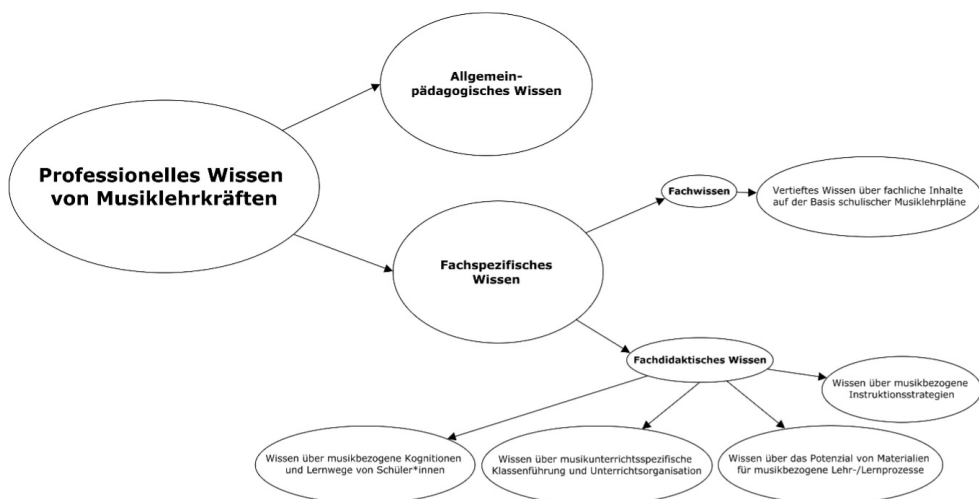 Allgemein-
pädagogisches Wissen
Professionelles Wissen
von Musiklehrkräften
Fachwissen
Vertieftes Wissen über fachliche Inhalte
auf der Basis schulischer Musiklehrpläne
Fachspezifisches
Wissen
Fachdidaktisches Wissen
Wissen über musikbezogene
Instruktionsstrategien
Wissen über musikbezogene Kognitionen
und Lernwege von Schüler*innen
Wissen über musikunterrichtsspezifische
Klassenführung und Unterrichtsorganisation
Wissen über das Potenzial von Materialien
für musikbezogene Lehr-/Lernprozesse